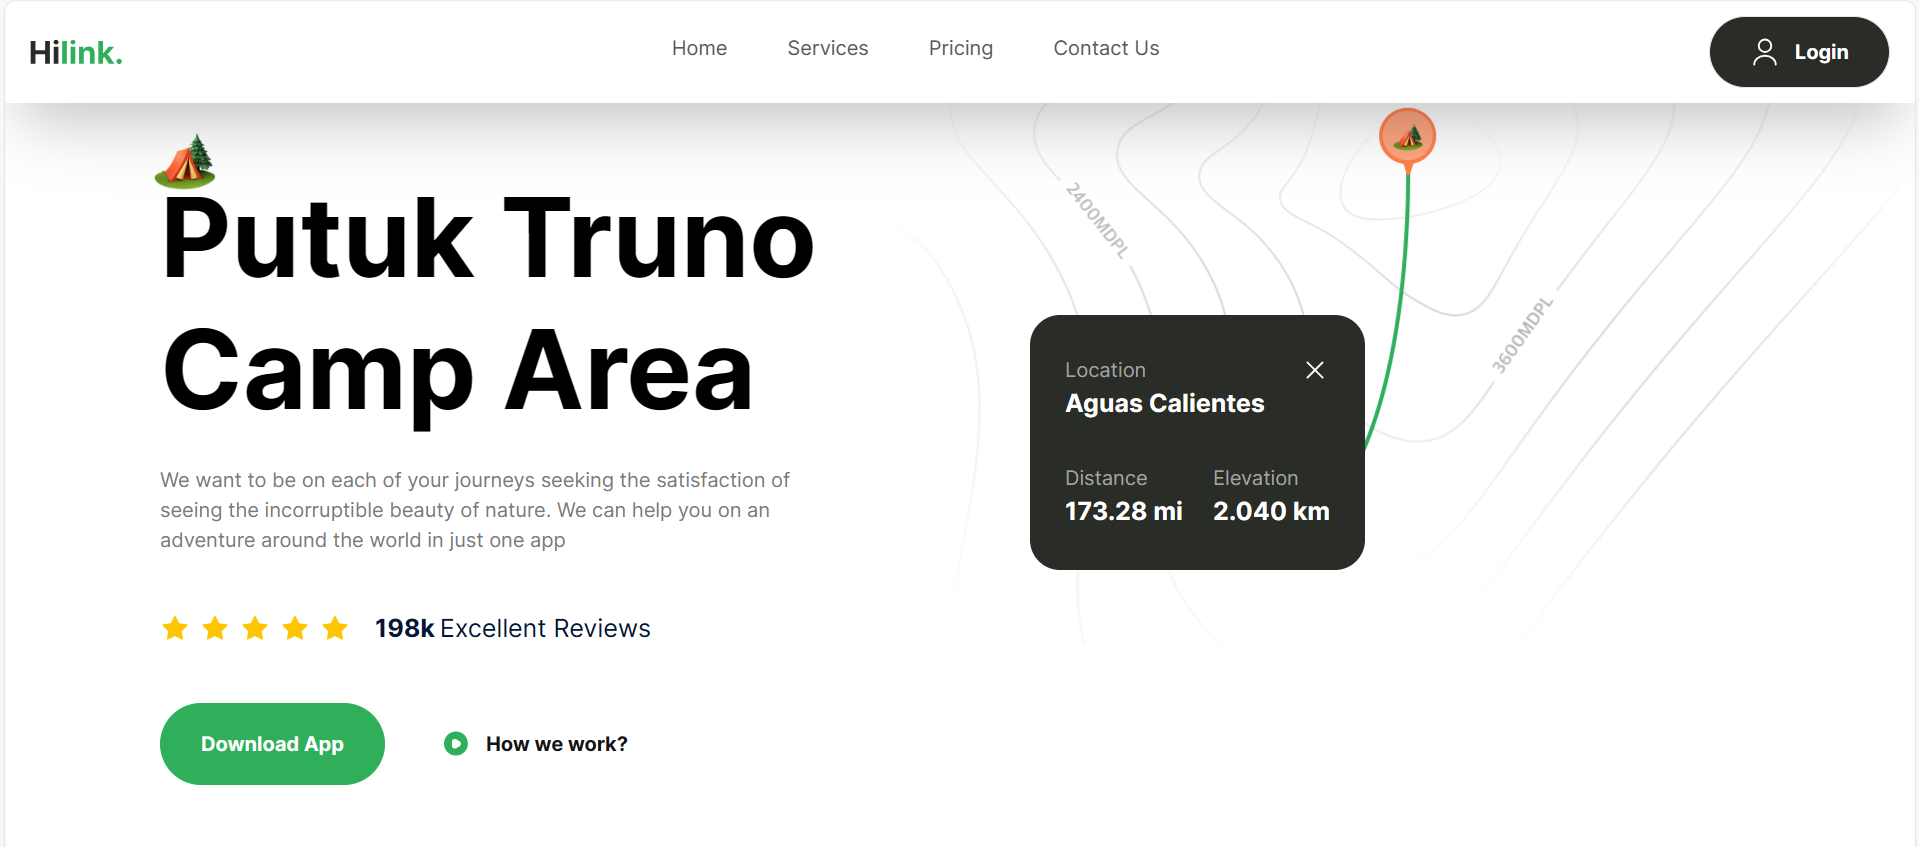 Hilink.
Home
Services
Pricing
Contact Us
Login
Putuk Truno
Camp Area
We want to be on each of your journeys seeking the satisfaction of
seeing the incorruptible beauty of nature. We can help you on an
adventure around the world in just one app
198k Excellent Reviews
Download App
How we work?
2400MDPL
3600MDPL
Location
Aguas Calientes
Distance
173.28 mi
Elevation
2.040 km